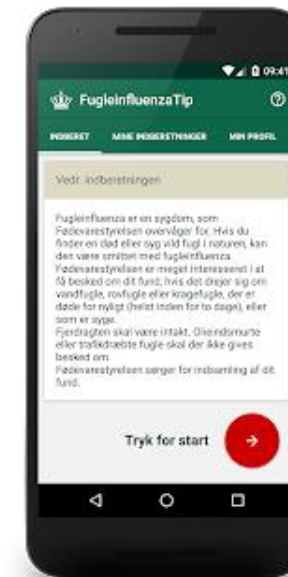 09:41
FugleinfluenzaTip
INDBERET MINE INDBERETNINGER MIN PROFIL
Vedr. indberetningen
Fugleinfluenza er en sygdom, som
Fødevarestyrelsen overvåger for. Hvis du
finder en død eller syg vild fugl i naturen, kan
den være smittet med fugleinfluenza.
Fødevarestyrelsen er meget interesseret i at
få besked om dit fund, hvis det drejer sig om
vandfugle, rovfugle eller kragefugle, der er
døde for nyligt (helst inden for to dage), eller
som er syge.
Fjerdragten skal være intakt. Olieindsmurte
eller trafikdræbte fugle skal der ikke gives
besked om.
Fødevarestyrelsen sørger for indsamling af dit
fund.
Tryk for start